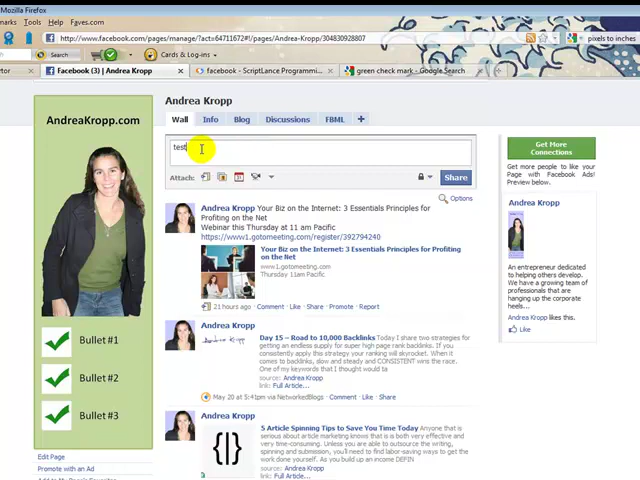 Mozilla Firefox
marks Tools Help Faves.com
http://www.facebook.com/pages/manage/?act=64711672#!/pages/Andrea-Kropp/304830928807
pixels to inches
Search
Cards & Log-ins
Facebook (3) | Andrea Kropp
facebook - ScriptLance Programmi...
green check mark - Google Search
AndreaKropp.com
Bullet #1
Bullet #2
Bullet #3
Edit Page
Promote with an Ad
Andrea Kropp
Wall Info Blog Discussions FBML +
test
Attach:
Share
Options
Andrea Kropp Your Biz on the Internet: 3 Essentials Principles for
Profiting on the Net
Webinar this Thursday at 11 am Pacific
https://www1.gotomeeting.com/register/392794240
Your Biz on the Internet: 3 Essentials Principles for Profiting
on the Net
www1.gotomeeting.com
Thursday 11am Pacific
21 hours ago · Comment · Like · Share · Promote · Report
Andrea Kropp
Day 15 – Road to 10,000 Backlinks Today I share two strategies for
getting an endless supply for super high page rank backlinks. If you
consistently apply this strategy your ranking will skyrocket. When it
comes to backlinks, slow and steady and CONSISTENT wins the race.
One of my keywords that I thought would ta
source: Andrea Kropp
link: Full Article...
May 20 at 5:41pm via NetworkedBlogs · Comment · Like · Share
Andrea Kropp
5 Article Spinning Tips to Save You Time Today Anyone that is
serious about article marketing knows that is is both very effective and
very time-consuming. Unless you are able to outsource the writing,
spinning and submission, you'll need to find labor-saving ways to get the
work done yourself. As you build up income DEFIN
source: Andrea Kropp
link: Full Article...
Get More
Connections
Get more people to like your
Page with Facebook Ads!
Preview below.
Andrea Kropp
An entrepreneur dedicated
to helping others develop.
We have a growing team of
professionals that are
hanging up the corporate
heels...
Andrea Kropp likes this.
Like